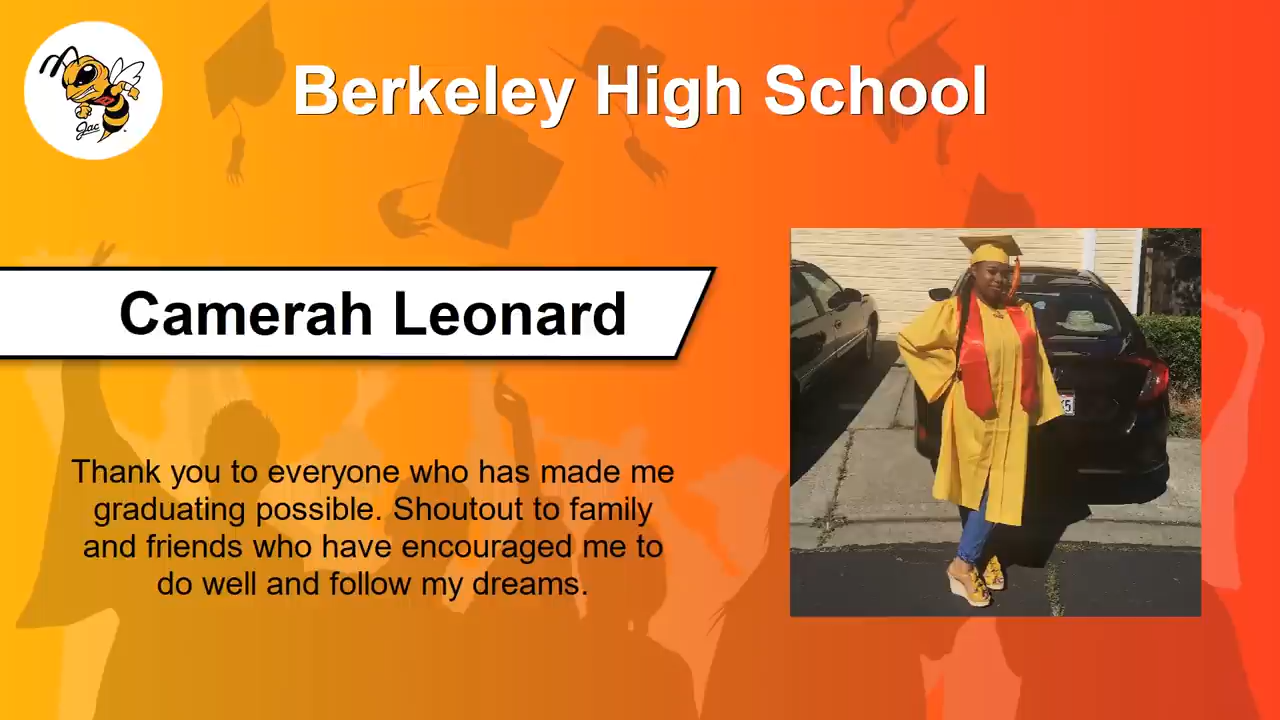 Berkeley High School
Jac
Camerah Leonard
Thank you to everyone who has made me
graduating possible. Shoutout to family
and friends who have encouraged me to
do well and follow my dreams.